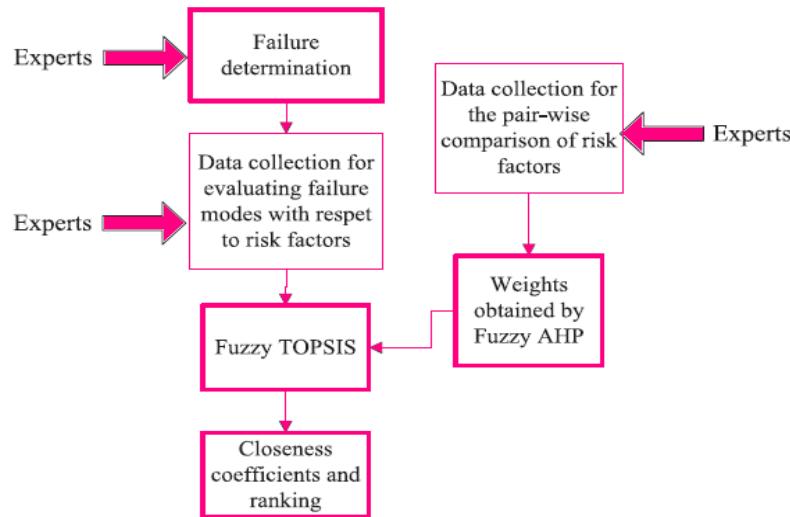 Experts
Failure
determination
Data collection for
the pair-wise
comparison of risk
factors
Experts
Experts
Data collection for
evaluating failure
modes with respet
to risk factors
Weights
obtained by
Fuzzy AHP
Fuzzy TOPSIS
Closeness
coefficients and
ranking